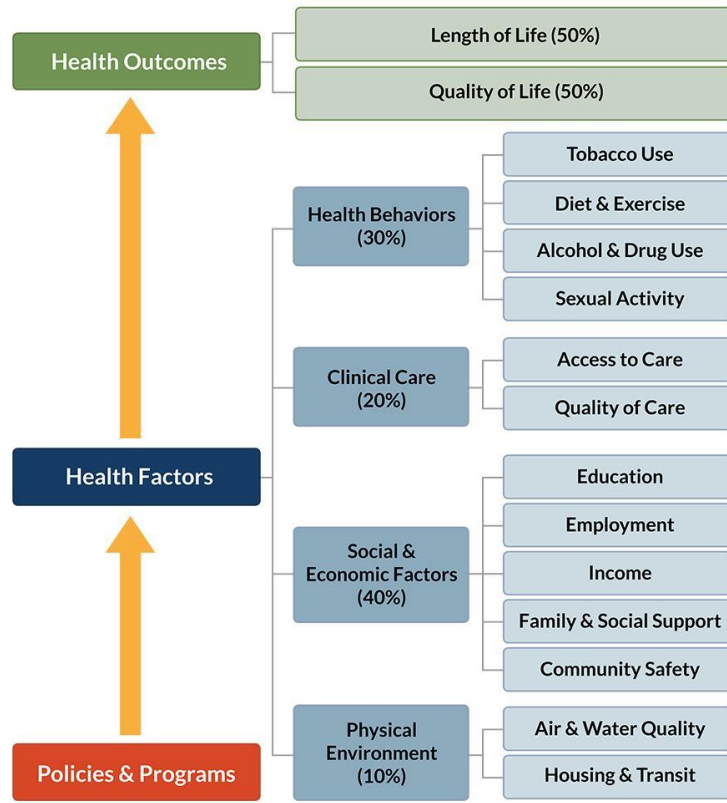 Health Outcomes
Length of Life (50%)
Quality of Life (50%)
Health Factors
Health Behaviors
(30%)
Tobacco Use
Diet & Exercise
Alcohol & Drug Use
Sexual Activity
Clinical Care
(20%)
Access to Care
Quality of Care
Social &
Economic Factors
(40%)
Education
Employment
Income
Family & Social Support
Community Safety
Physical
Environment
(10%)
Air & Water Quality
Housing & Transit
Policies & Programs